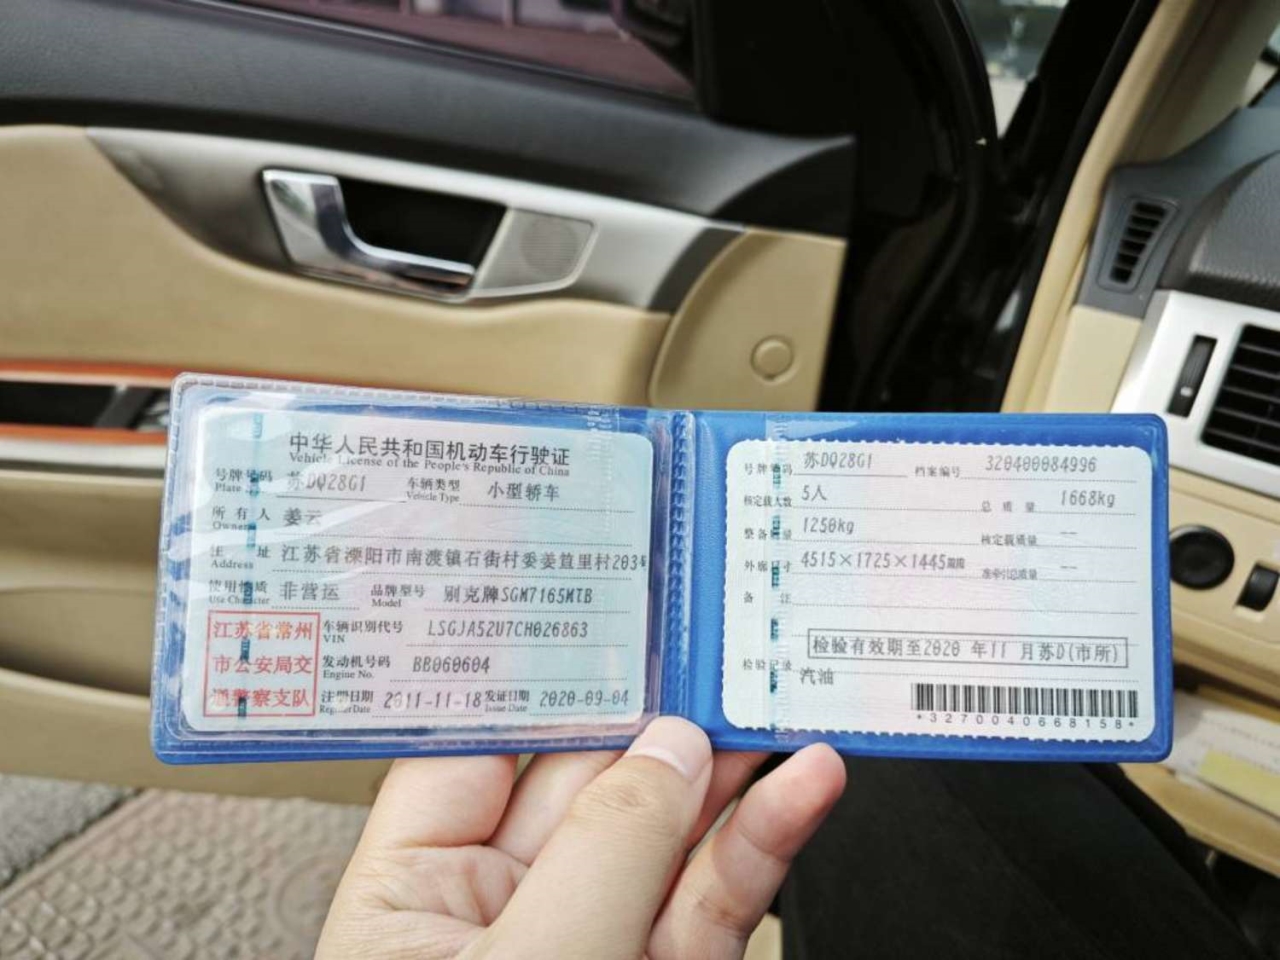 中华人民共和国机动车行驶证
Vehicle License of the People's Republic of China
号牌号码 苏DQ28G1 车辆类型 小型轿车
Plate Vehicle Type
所有人 姜云
Owner
住址 江苏省溧阳市南渡镇石街村委姜笪里村203
Address
使用性质 非营运 品牌型号 别克牌SGM7165MTB
Use Character Model
江苏省常州
市公安局交
通警察支队
车辆识别代号 LSGJA52U7CH026863
VIN
发动机号码 BB060604
Engine No.
注册日期 2011-11-18 发证日期 2020-09-04
Register Date Issue Date
号牌号码 苏DQ28G1 档案编号 320400084996
核定载人数 5人 总质量 1668kg
整备质量 1250kg 核定载质量 --
外廓尺寸 4515×1725×1445 准牵引总质量 --
备注
检验有效期至2020 年11 月苏D(市所)
检验记录 汽油
*3270040668158*